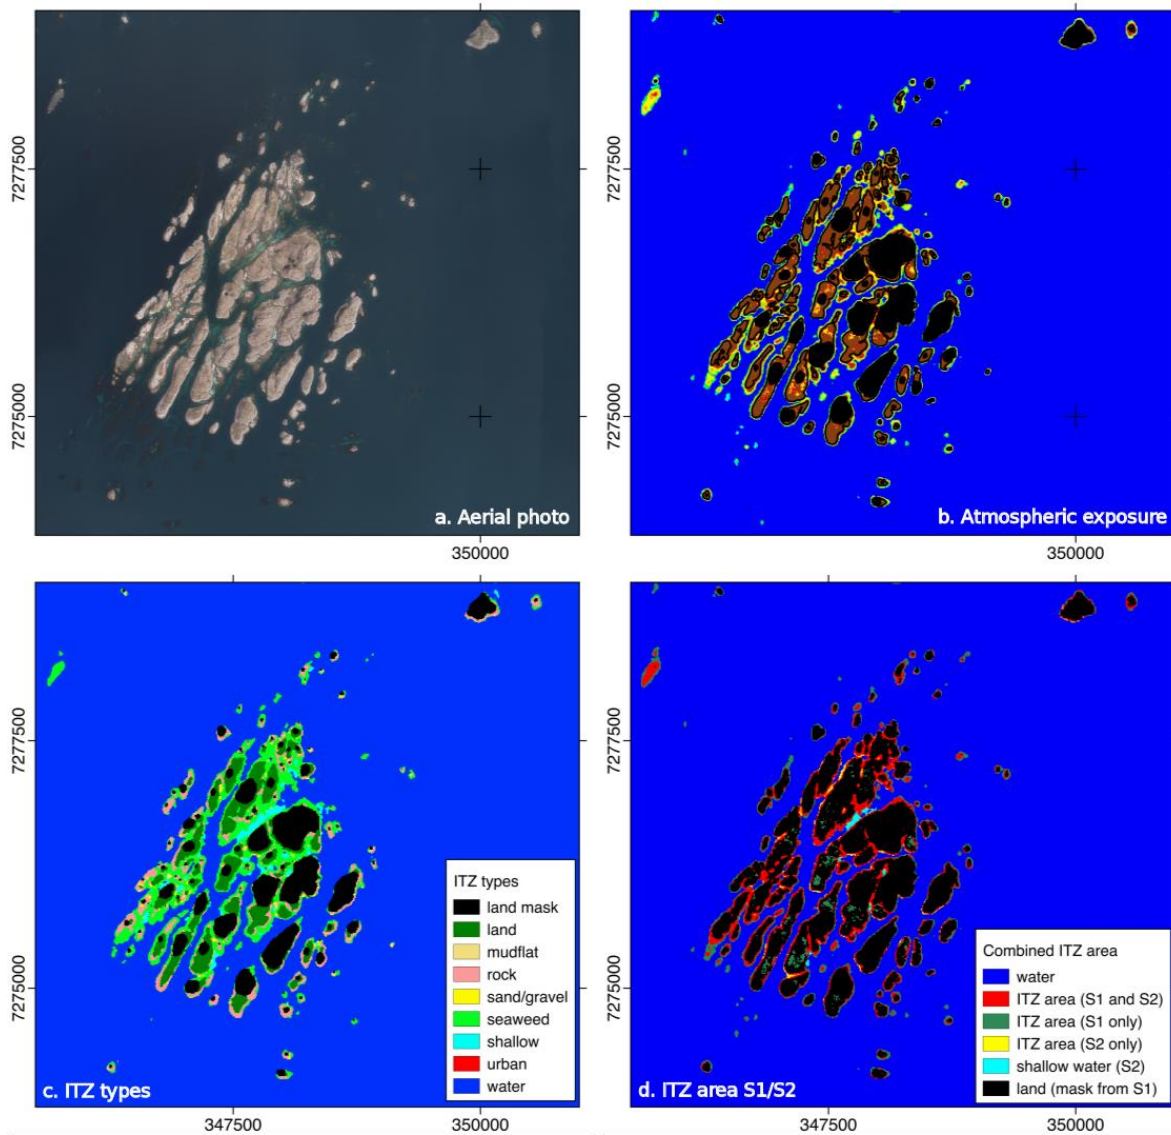 7277500
7275000
a. Aerial photo
350000
b. Atmospheric exposure
350000
7277500
7275000
ITZ types
land mask
land
mudflat
rock
sand/gravel
seaweed
shallow
urban
water
c. ITZ types
347500
350000
7277500
7275000
Combined ITZ area
water
ITZ area (S1 and S2)
ITZ area (S1 only)
ITZ area (S2 only)
shallow water (S2)
land (mask from S1)
d. ITZ area S1/S2
347500
350000